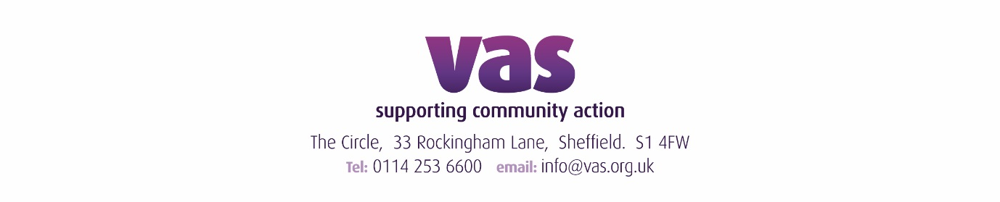 vas
supporting community action
The Circle, 33 Rockingham Lane, Sheffield. S1 4FW
Tel: 0114 253 6600 email: info@vas.org.uk